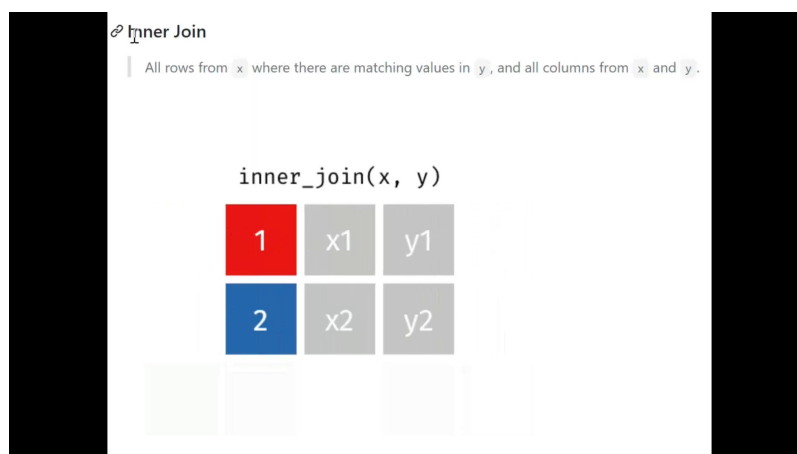 Inner Join
All rows from x where there are matching values in y, and all columns from x and y.
inner_join(x, y)
1 x1 y1
2 x2 y2